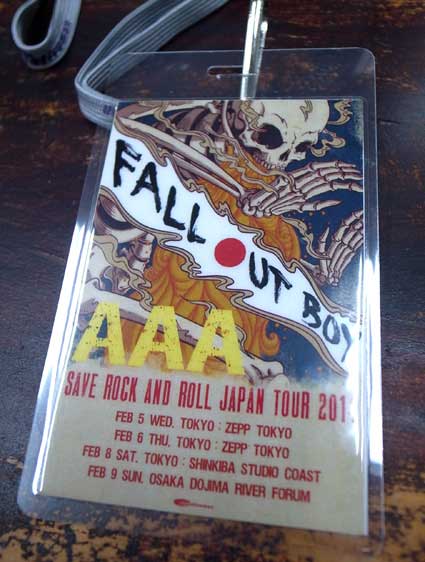 FALL OUT BOY
AAA
SAVE ROCK AND ROLL JAPAN TOUR
FEB 5 WED. TOKYO : ZEPP TOKYO
FEB 6 THU. TOKYO : ZEPP TOKYO
FEB 8 SAT. TOKYO : SHINKIBA STUDIO COAST
FEB 9 SUN. OSAKA DOJIMA RIVER FORUM